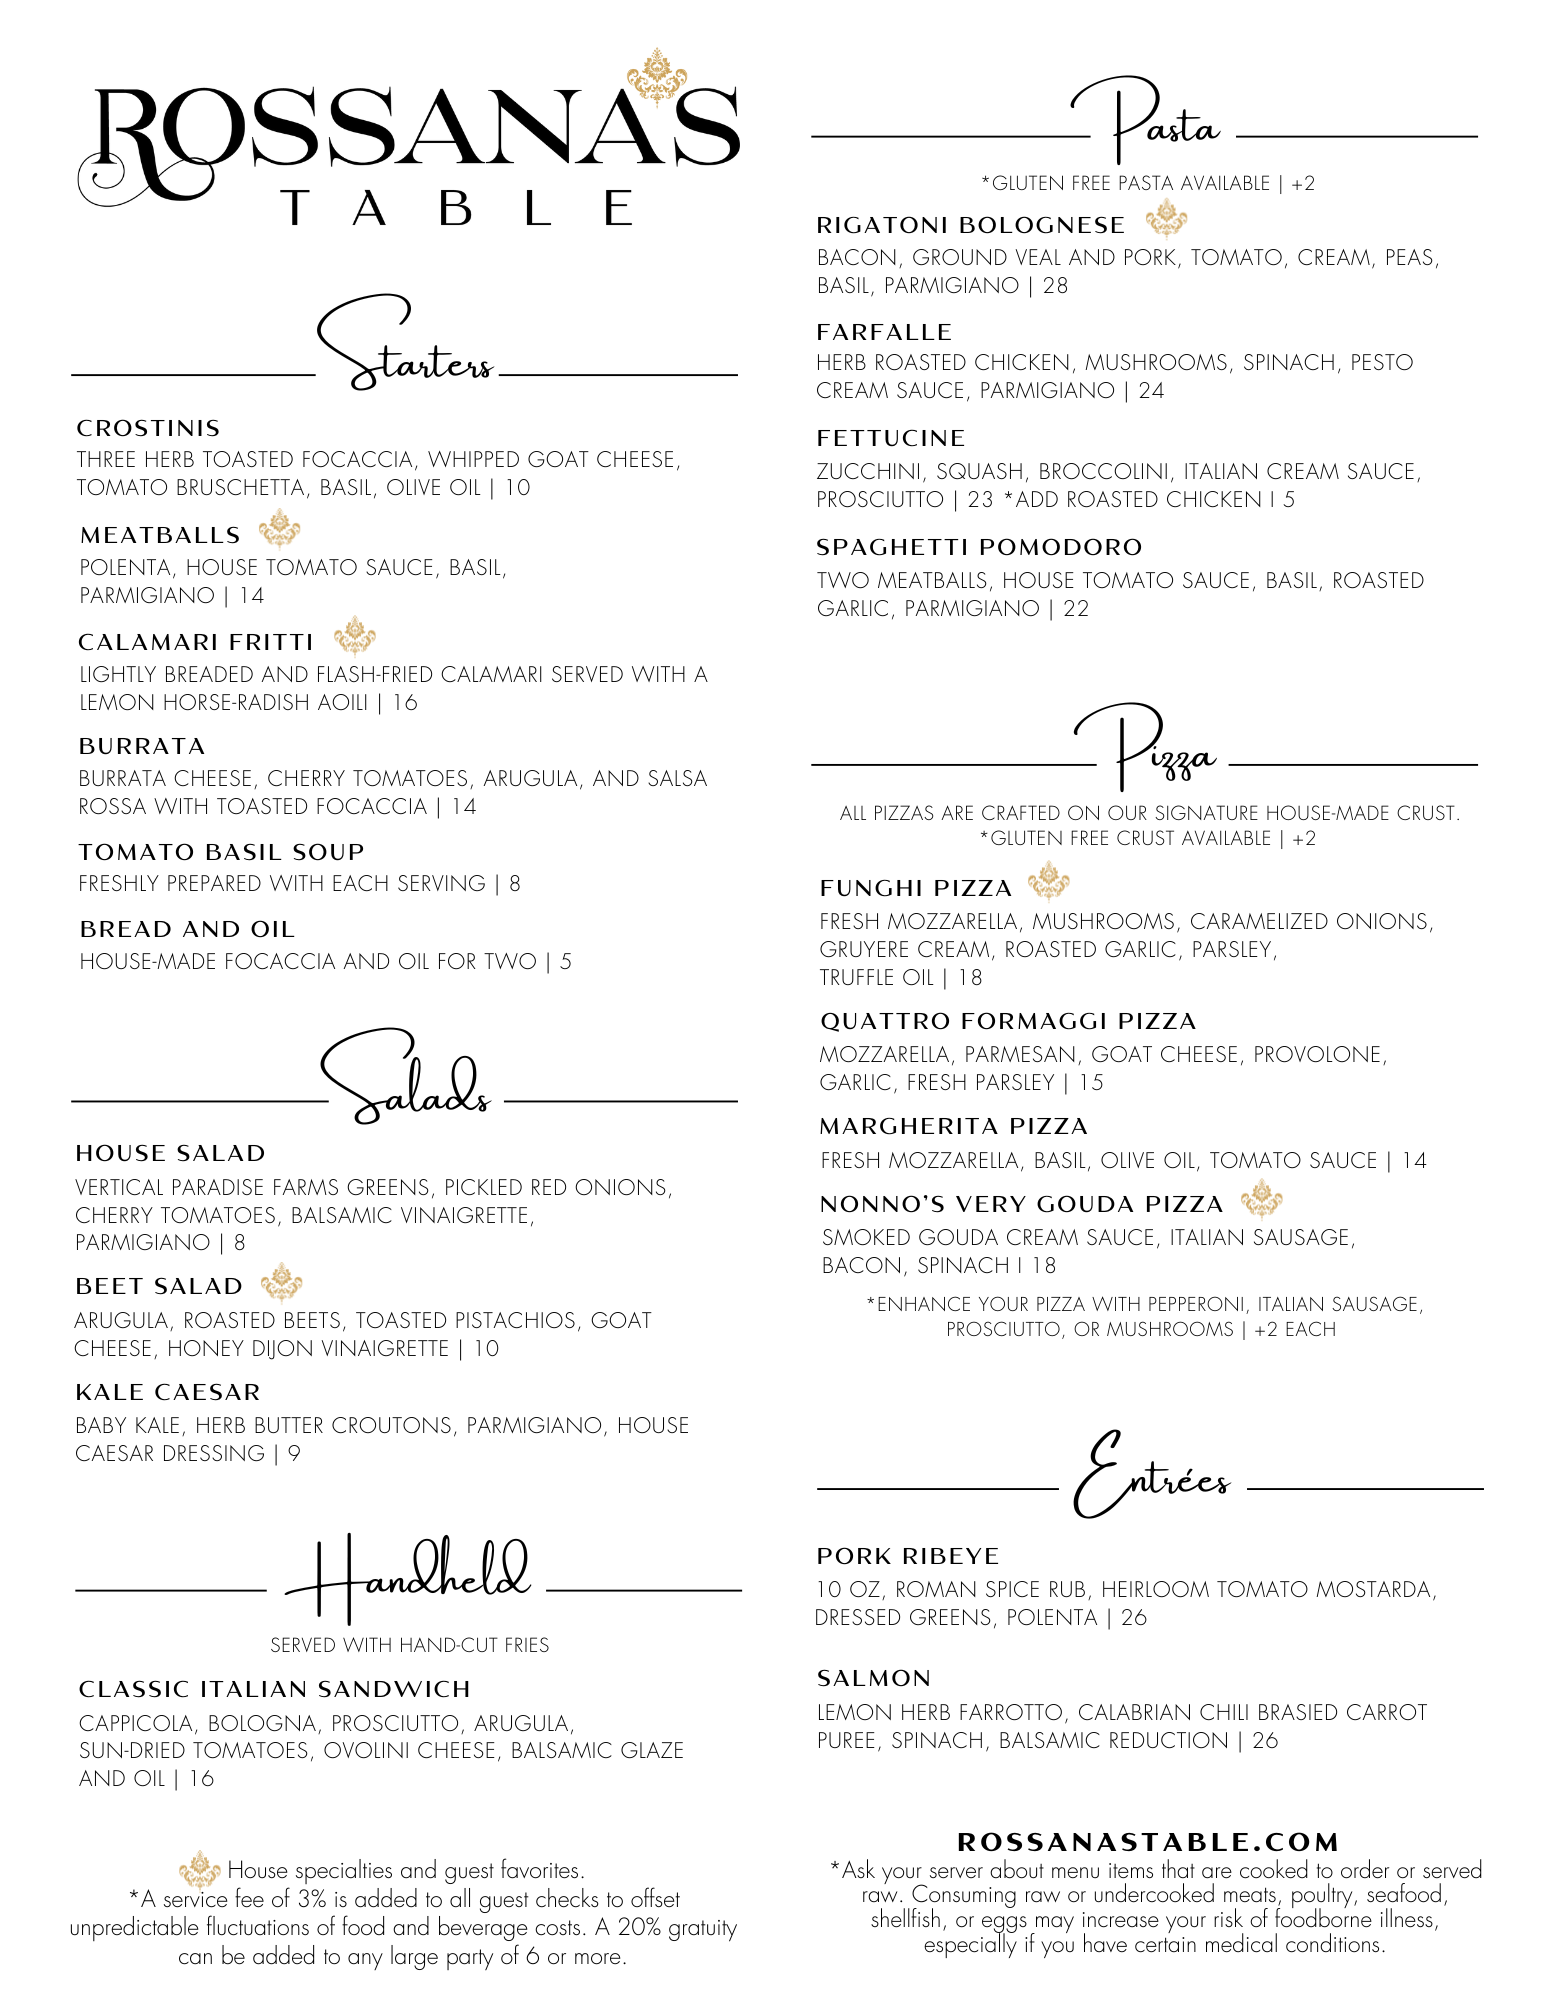 ROSSANA'S
TABLE
Starters
CROSTINIS
THREE HERB TOASTED FOCACCIA, WHIPPED GOAT CHEESE,
TOMATO BRUSCHETTA, BASIL, OLIVE OIL | 10
MEATBALLS
POLENTA, HOUSE TOMATO SAUCE, BASIL,
PARMIGIANO | 14
CALAMARI FRITTI
LIGHTLY BREADED AND FLASH-FRIED CALAMARI SERVED WITH A
LEMON HORSE-RADISH AOILI | 16
BURRATA
BURRATA CHEESE, CHERRY TOMATOES, ARUGULA, AND SALSA
ROSSA WITH TOASTED FOCACCIA | 14
TOMATO BASIL SOUP
FRESHLY PREPARED WITH EACH SERVING | 8
BREAD AND OIL
HOUSE-MADE FOCACCIA AND OIL FOR TWO | 5
Salads
HOUSE SALAD
VERTICAL PARADISE FARMS GREENS, PICKLED RED ONIONS,
CHERRY TOMATOES, BALSAMIC VINAIGRETTE,
PARMIGIANO | 8
BEET SALAD
ARUGULA, ROASTED BEETS, TOASTED PISTACHIOS, GOAT
CHEESE, HONEY DIJON VINAIGRETTE | 10
KALE CAESAR
BABY KALE, HERB BUTTER CROUTONS, PARMIGIANO, HOUSE
CAESAR DRESSING | 9
Handheld
SERVED WITH HAND-CUT FRIES
CLASSIC ITALIAN SANDWICH
CAPPICOLA, BOLOGNA, PROSCIUTTO, ARUGULA,
SUN-DRIED TOMATOES, OVOLINI CHEESE, BALSAMIC GLAZE
AND OIL | 16
House specialties and guest favorites.
*A service fee of 3% is added to all guest checks to offset
unpredictable fluctuations of food and beverage costs. A 20% gratuity
can be added to any large party of 6 or more.
Pasta
*GLUTEN FREE PASTA AVAILABLE | +2
RIGATONI BOLOGNESE
BACON, GROUND VEAL AND PORK, TOMATO, CREAM, PEAS,
BASIL, PARMIGIANO | 28
FARFALLE
HERB ROASTED CHICKEN, MUSHROOMS, SPINACH, PESTO
CREAM SAUCE, PARMIGIANO | 24
FETTUCINE
ZUCCHINI, SQUASH, BROCCOLINI, ITALIAN CREAM SAUCE,
PROSCIUTTO | 23 *ADD ROASTED CHICKEN I 5
SPAGHETTI POMODORO
TWO MEATBALLS, HOUSE TOMATO SAUCE, BASIL, ROASTED
GARLIC, PARMIGIANO | 22
Pizza
ALL PIZZAS ARE CRAFTED ON OUR SIGNATURE HOUSE-MADE CRUST.
*GLUTEN FREE CRUST AVAILABLE | +2
FUNGHI PIZZA
FRESH MOZZARELLA, MUSHROOMS, CARAMELIZED ONIONS,
GRUYERE CREAM, ROASTED GARLIC, PARSLEY,
TRUFFLE OIL | 18
QUATTRO FORMAGGI PIZZA
MOZZARELLA, PARMESAN, GOAT CHEESE, PROVOLONE,
GARLIC, FRESH PARSLEY | 15
MARGHERITA PIZZA
FRESH MOZZARELLA, BASIL, OLIVE OIL, TOMATO SAUCE | 14
NONNO'S VERY GOUDA PIZZA
SMOKED GOUDA CREAM SAUCE, ITALIAN SAUSAGE,
BACON, SPINACH I 18
*ENHANCE YOUR PIZZA WITH PEPPERONI, ITALIAN SAUSAGE,
PROSCIUTTO, OR MUSHROOMS | +2 EACH
Entrées
PORK RIBEYE
10 OZ, ROMAN SPICE RUB, HEIRLOOM TOMATO MOSTARDA,
DRESSED GREENS, POLENTA | 26
SALMON
LEMON HERB FARROTTO, CALABRIAN CHILI BRASIED CARROT
PUREE, SPINACH, BALSAMIC REDUCTION | 26
ROSSANASTABLE.COM
*Ask your server about menu items that are cooked to order or served
raw. Consuming raw or undercooked meats, poultry, seafood,
shellfish, or eggs may increase your risk of foodborne illness,
especially if you have certain medical conditions.